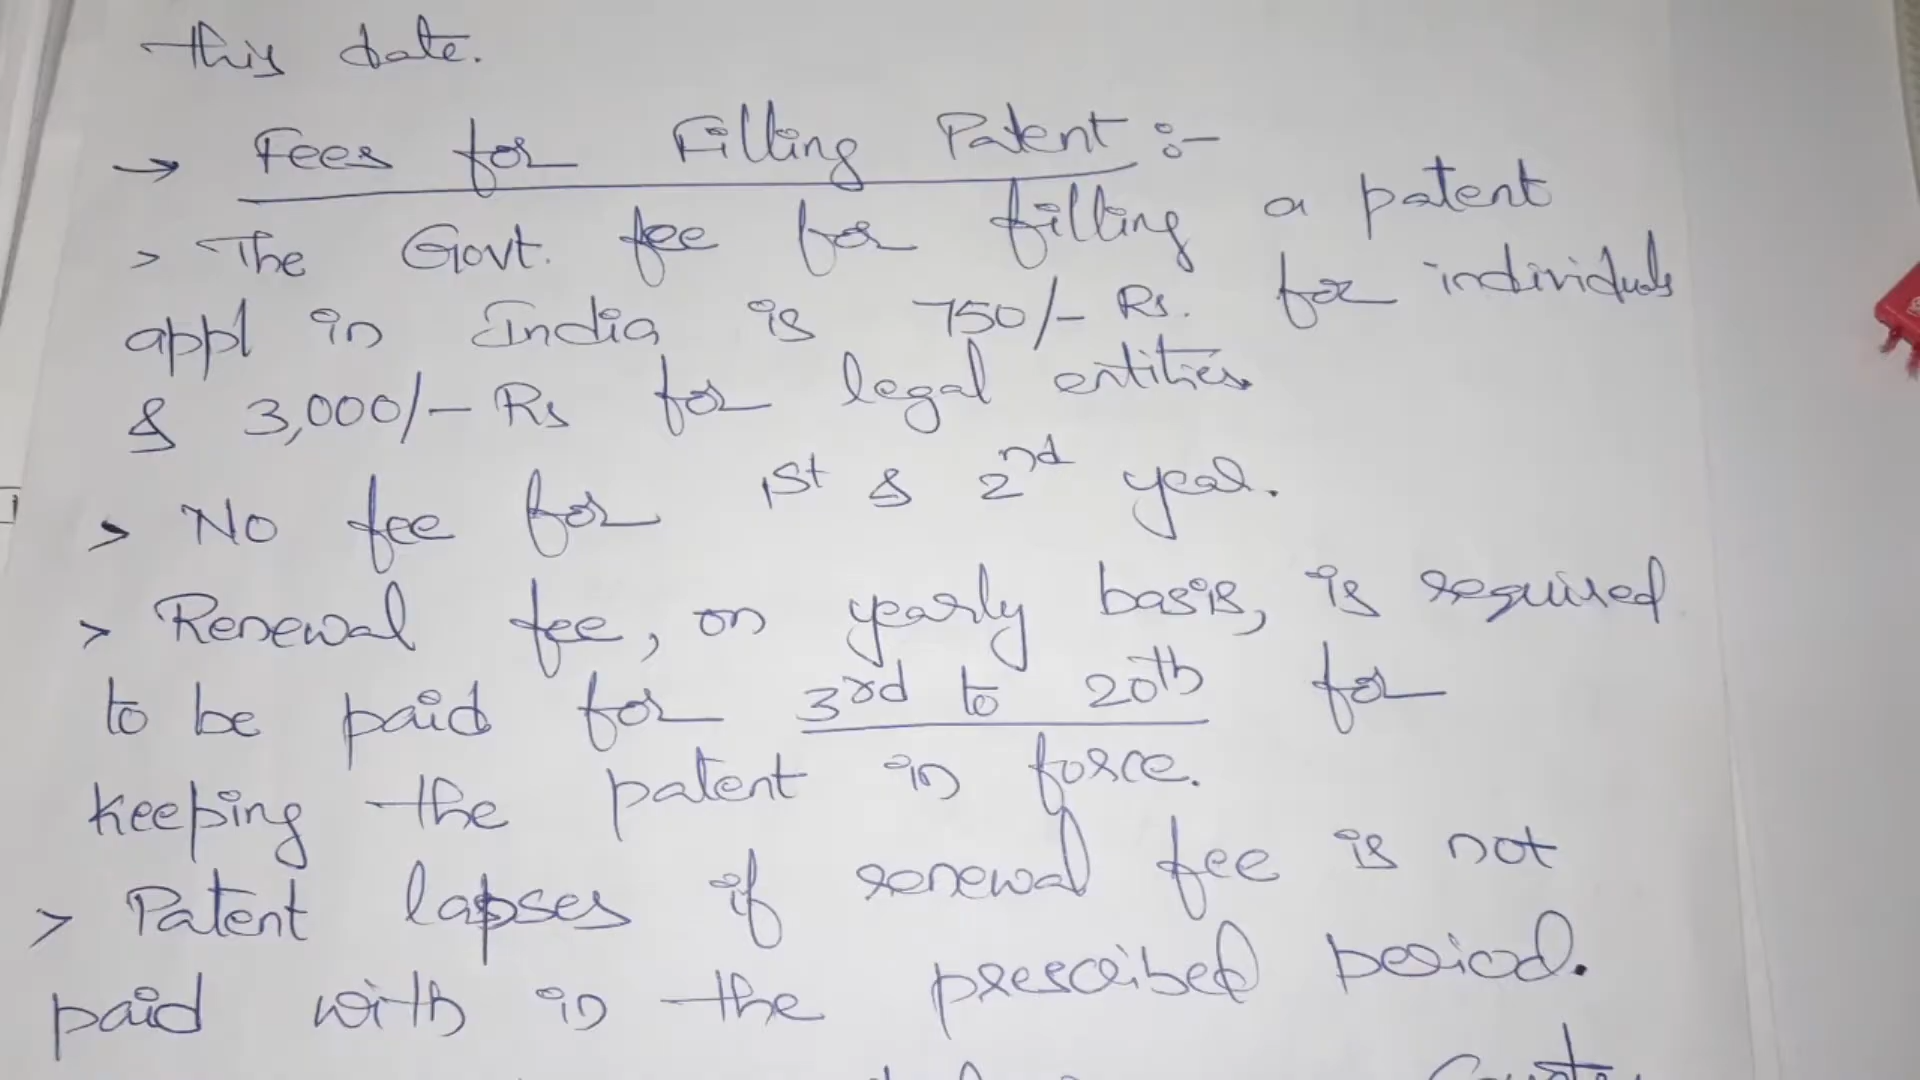 this date.
→ Fees for Filling Patent :-
> The Govt. fee for filling a patent
appl in India is 750/- Rs. for individuals
& 3,000/- Rs for legal entities
> No fee for 1st & 2nd year.
> Renewal fee, on yearly basis, is required
to be paid for 3rd to 20th for
keeping the patent in force.
> Patent lapses if renewal fee is not
paid with in the prescribed period.